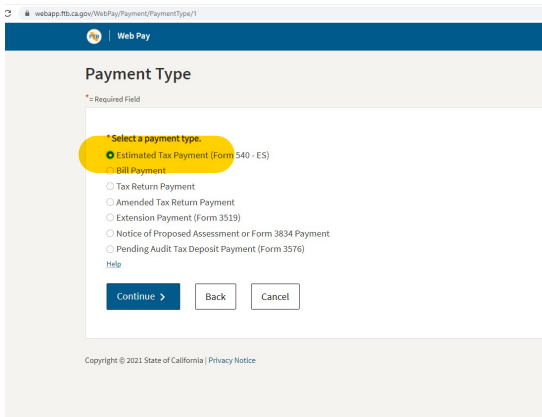 webapp.ftb.ca.gov/WebPay/Payment/PaymentType/1
FTB Web Pay
Payment Type
*= Required Field
*Select a payment type.
Estimated Tax Payment (Form 540 - ES)
Bill Payment
Tax Return Payment
Amended Tax Return Payment
Extension Payment (Form 3519)
Notice of Proposed Assessment or Form 3834 Payment
Pending Audit Tax Deposit Payment (Form 3576)
Help
Continue Back Cancel
Copyright © 2021 State of California | Privacy Notice